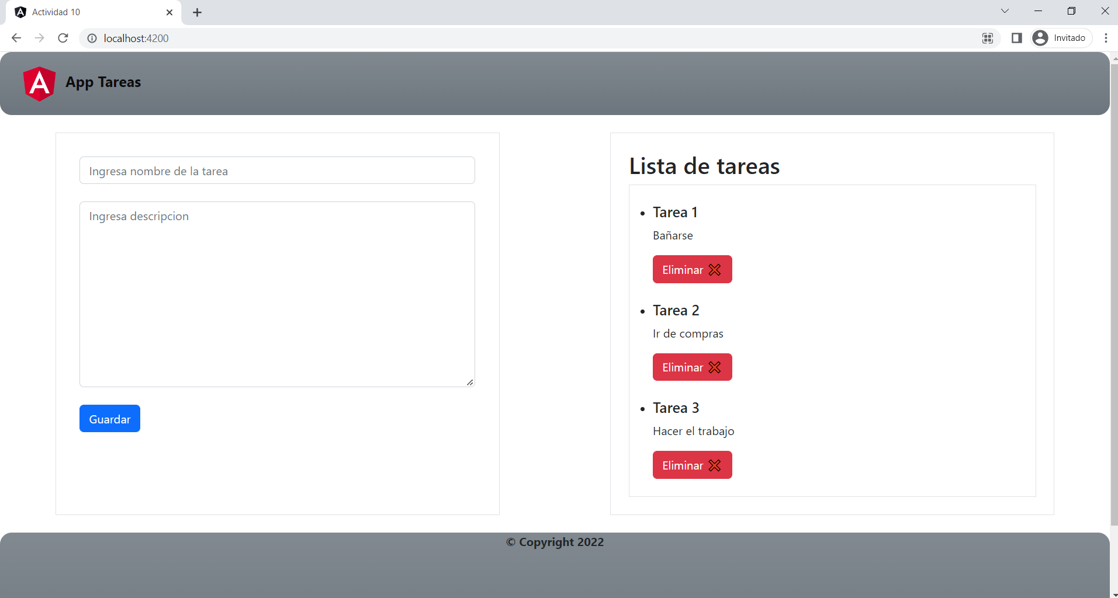 Actividad 10
localhost:4200
Invitado
App Tareas
Ingresa nombre de la tarea
Ingresa descripcion
Guardar
Lista de tareas
Tarea 1
Bañarse
Eliminar
Tarea 2
Ir de compras
Eliminar
Tarea 3
Hacer el trabajo
Eliminar
© Copyright 2022